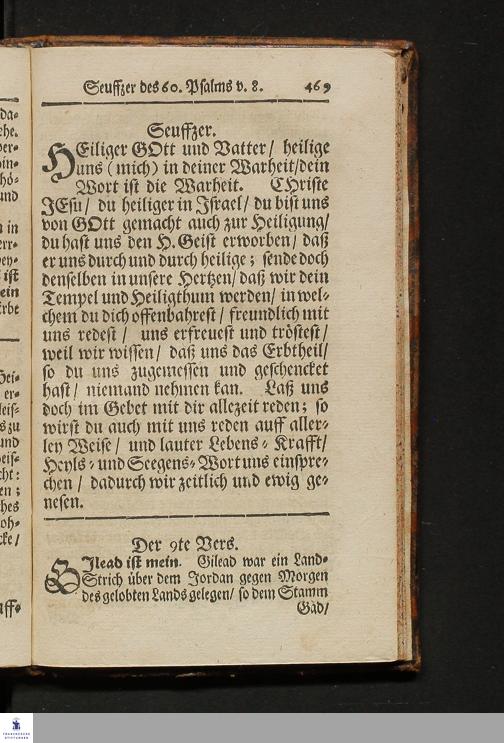 Seuffzer des 60. Psalms v. 8. 469
Seuffzer.
HEiliger GOtt und Vatter/ heilige
uns (mich) in deiner Warheit/dein
Wort ist die Warheit. CHriste
JEsu/ du heiliger in Israel/ du bist uns
von GOtt gemacht auch zur Heiligung/
du hast uns den H. Geist erworben/ daß
er uns durch und durch heilige; sende doch
denselben in unsere Hertzen/ daß wir dein
Tempel und Heiligthum werden/ in wel-
chem du dich offenbahrest/ freundlich mit
uns redest/ uns erfreuest und tröstest/
weil wir wissen/ daß uns das Erbtheil/
so du uns zugemessen und geschencket
hast/ niemand nehmen kan. Laß uns
doch im Gebet mit dir allezeit reden; so
wirst du auch mit uns reden auff aller-
ley Weise/ und lauter Lebens-Krafft/
Heyls- und Seegens-Wort uns einspre-
chen/ dadurch wir zeitlich und ewig ge-
nesen.
Der 9te Vers.
GIlead ist mein. Gilead war ein Land-
Strich über dem Jordan gegen Morgen
des gelobten Lands gelegen/ so dem Stamm
Gad/